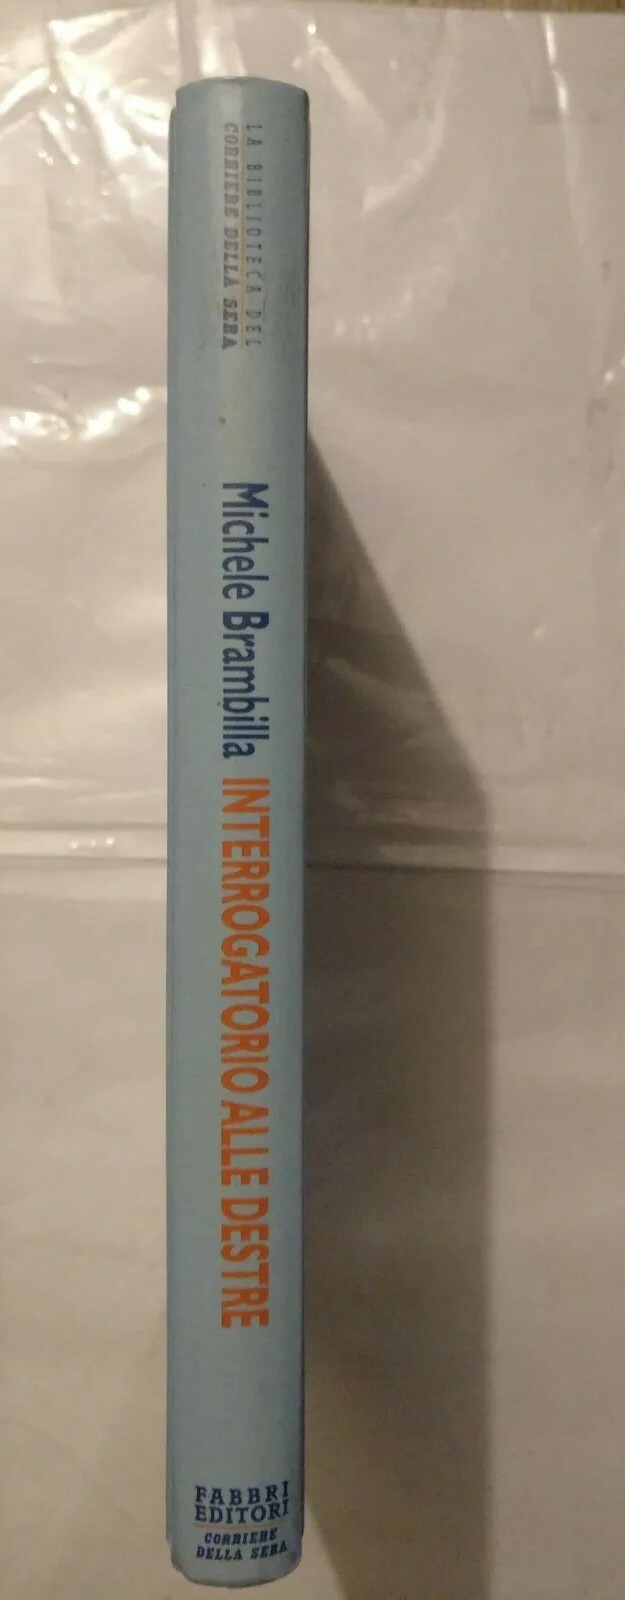 LA BIBLIOTECA DEL
CORRIERE DELLA SERA
Michele Brambilla INTERROGATORIO ALLE DESTRE
FABBRI
EDITORI
CORRIERE
DELLA SERA